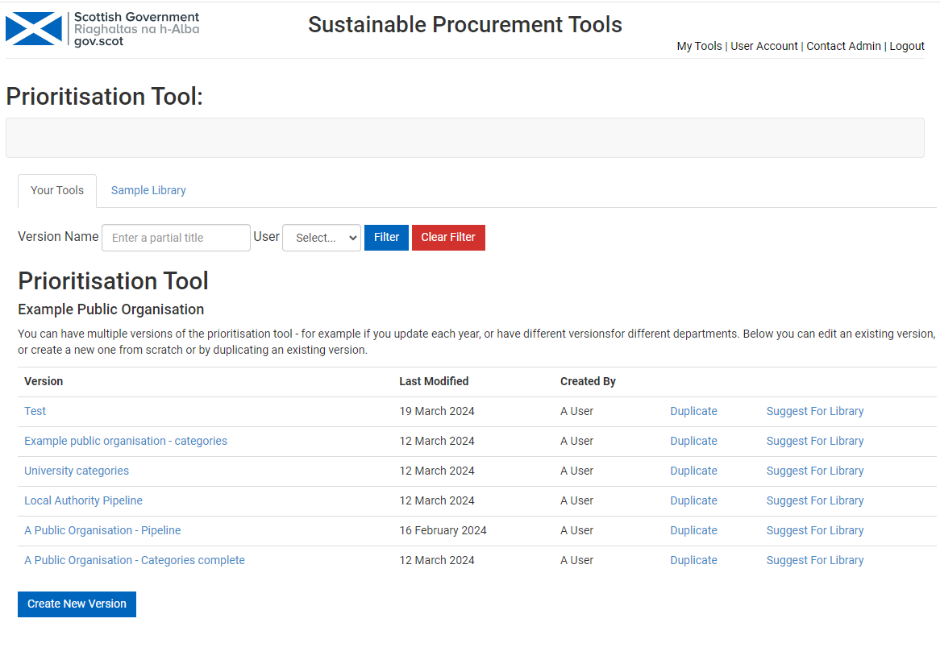 Scottish Government
Riaghaltas na h-Alba
gov.scot
Sustainable Procurement Tools
My Tools | User Account | Contact Admin | Logout
Prioritisation Tool:
Your Tools Sample Library
Version Name Enter a partial title User Select... Filter Clear Filter
Prioritisation Tool
Example Public Organisation
You can have multiple versions of the prioritisation tool - for example if you update each year, or have different versionsfor different departments. Below you can edit an existing version,
or create a new one from scratch or by duplicating an existing version.
Version Last Modified Created By
Test 19 March 2024 A User Duplicate Suggest For Library
Example public organisation - categories 12 March 2024 A User Duplicate Suggest For Library
University categories 12 March 2024 A User Duplicate Suggest For Library
Local Authority Pipeline 12 March 2024 A User Duplicate Suggest For Library
A Public Organisation - Pipeline 16 February 2024 A User Duplicate Suggest For Library
A Public Organisation - Categories complete 12 March 2024 A User Duplicate Suggest For Library
Create New Version